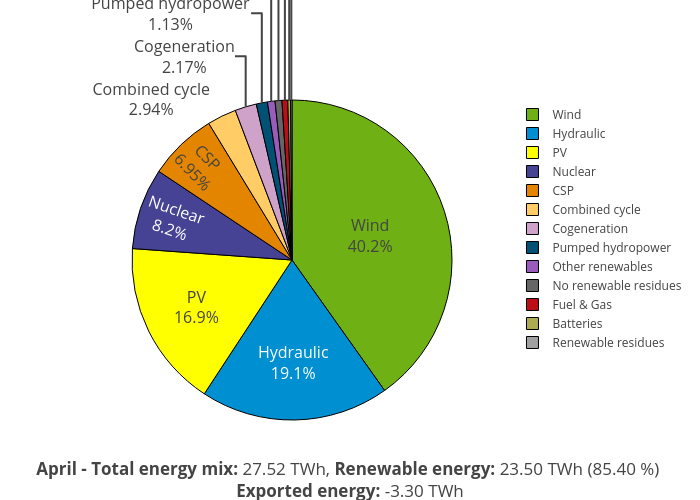 Pumped hydropower
1.13%
Cogeneration
2.17%
Combined cycle
2.94%
CSP
6.95%
Nuclear
8.2%
PV
16.9%
Hydraulic
19.1%
Wind
40.2%
Wind
Hydraulic
PV
Nuclear
CSP
Combined cycle
Cogeneration
Pumped hydropower
Other renewables
No renewable residues
Fuel & Gas
Batteries
Renewable residues
April - Total energy mix: 27.52 TWh, Renewable energy: 23.50 TWh (85.40 %)
Exported energy: -3.30 TWh